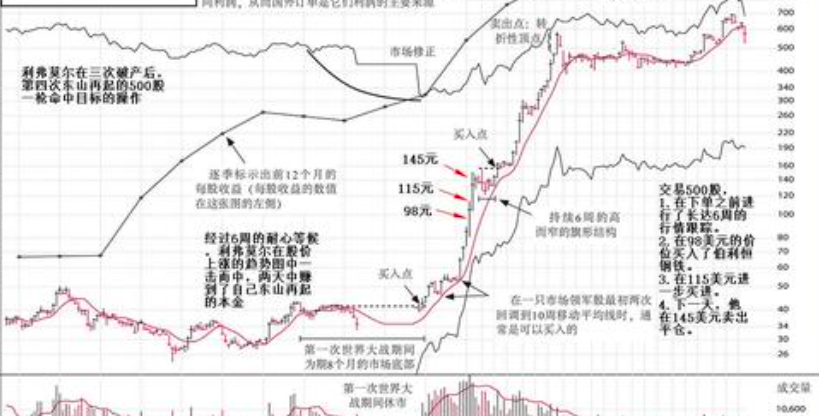 同利润，从而国外订单是它们利润的主要来源
卖出点：转
折性顶点
市场修正
利弗莫尔在三次破产后，
第四次东山再起的500股
一枪命中目标的操作
买入点
145元
115元
98元
逐季标示出前12个月的
每股收益（每股收益的数值
在这张图的左侧）
持续6周的高
而窄的旗形结构
交易500股，
1. 在下单之前进
行了长达6周的
行情跟踪。
2. 在98美元的价
位买入了伯利恒
钢铁。
3. 在115美元进
一步买进。
4. 下一天，他
在145美元卖出
平仓。
经过6周的耐心等候
，利弗莫尔在股价
上涨的趋势图中一
击而中，两天中赚
到了自己东山再起
的本金
买入点
在一只市场领军股最初两次
回调到10周移动平均线时，通
常是可以买入的
第一次世界大战期间
为期8个月的市场底部
第一次世界大
战期间休市
700
600
500
400
340
300
260
220
190
160
140
120
100
80
70
60
50
40
34
30
26
成交量
10,600